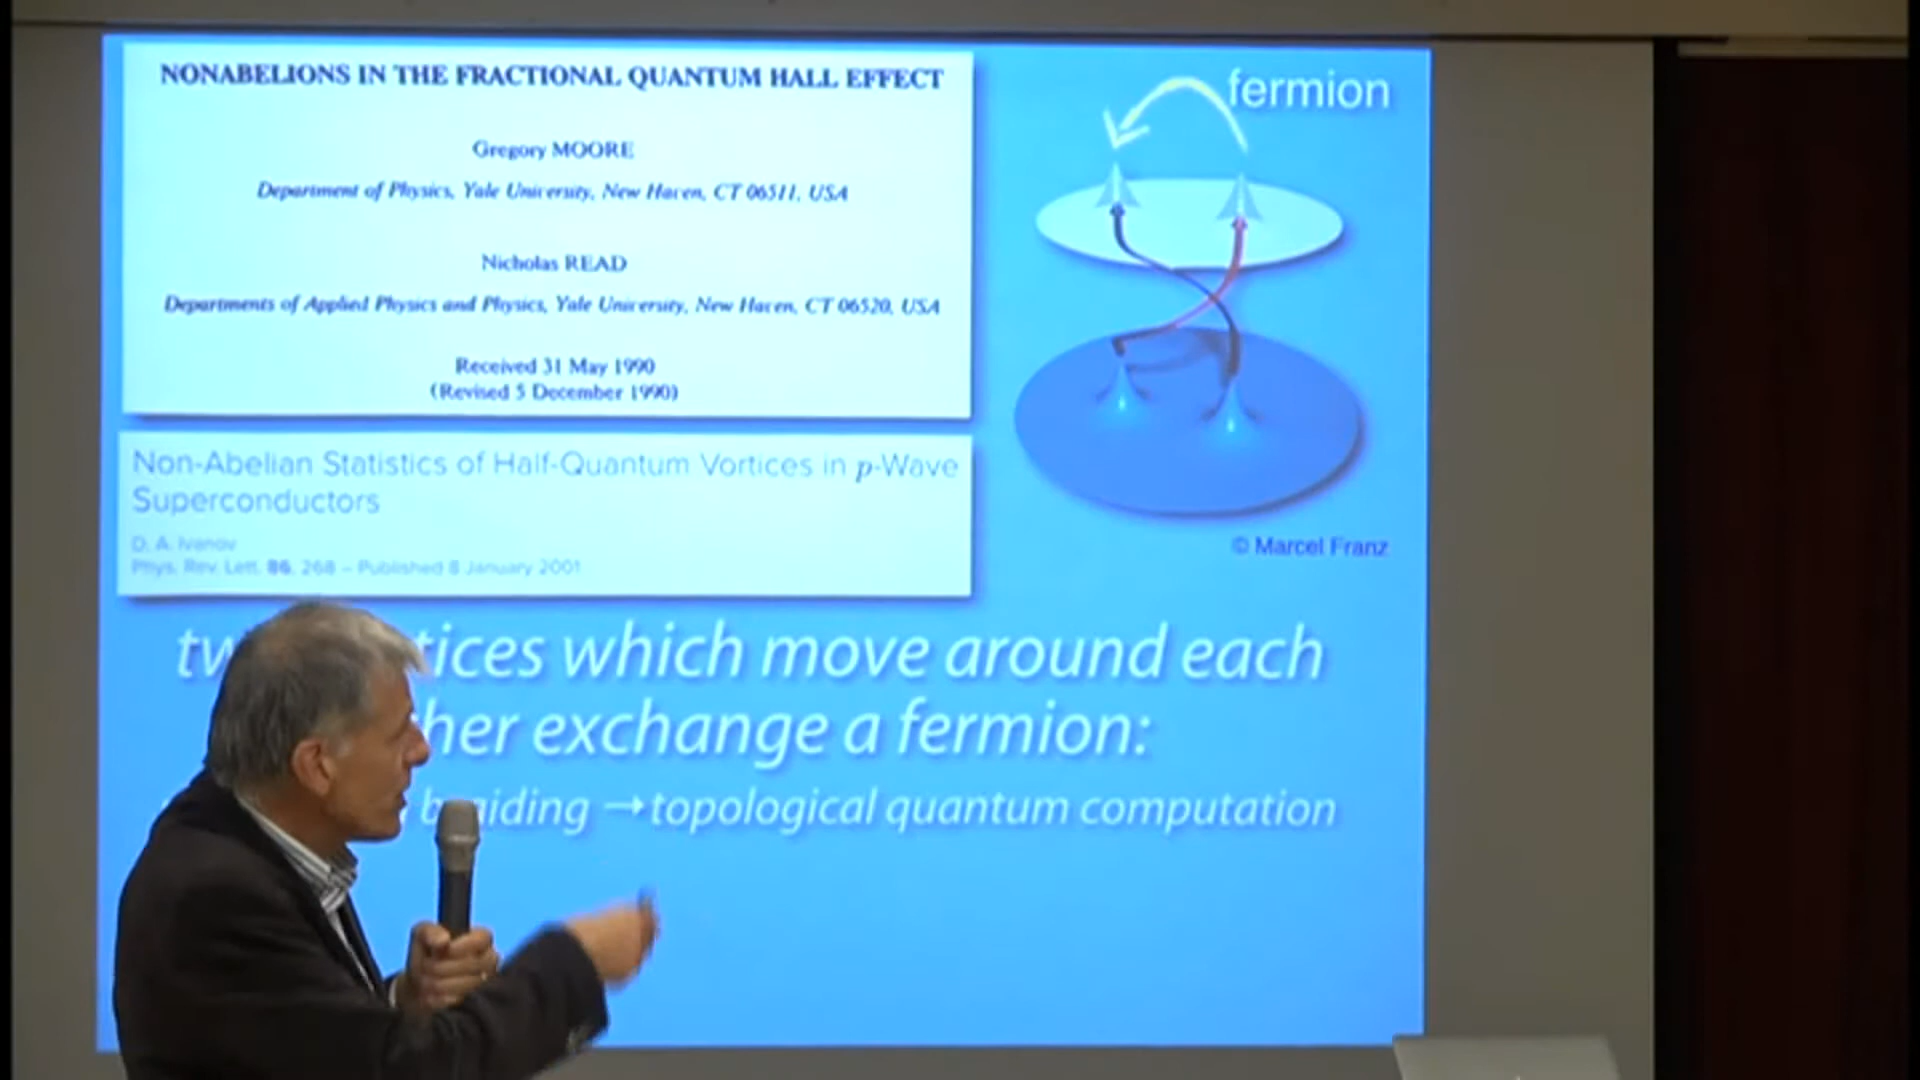 NONABELIONS IN THE FRACTIONAL QUANTUM HALL EFFECT
Gregory MOORE
Department of Physics, Yale University, New Haven, CT 06511, USA
Nicholas READ
Departments of Applied Physics and Physics, Yale University, New Haven, CT 06520, USA
Received 31 May 1990
(Revised 5 December 1990)
Non-Abelian Statistics of Half-Quantum Vortices in p-Wave
Superconductors
D. A. Ivanov
Phys. Rev. Lett. 86, 268 – Published 8 January 2001
fermion
© Marcel Franz
which move around each
exchange a fermion:
braiding → topological quantum computation